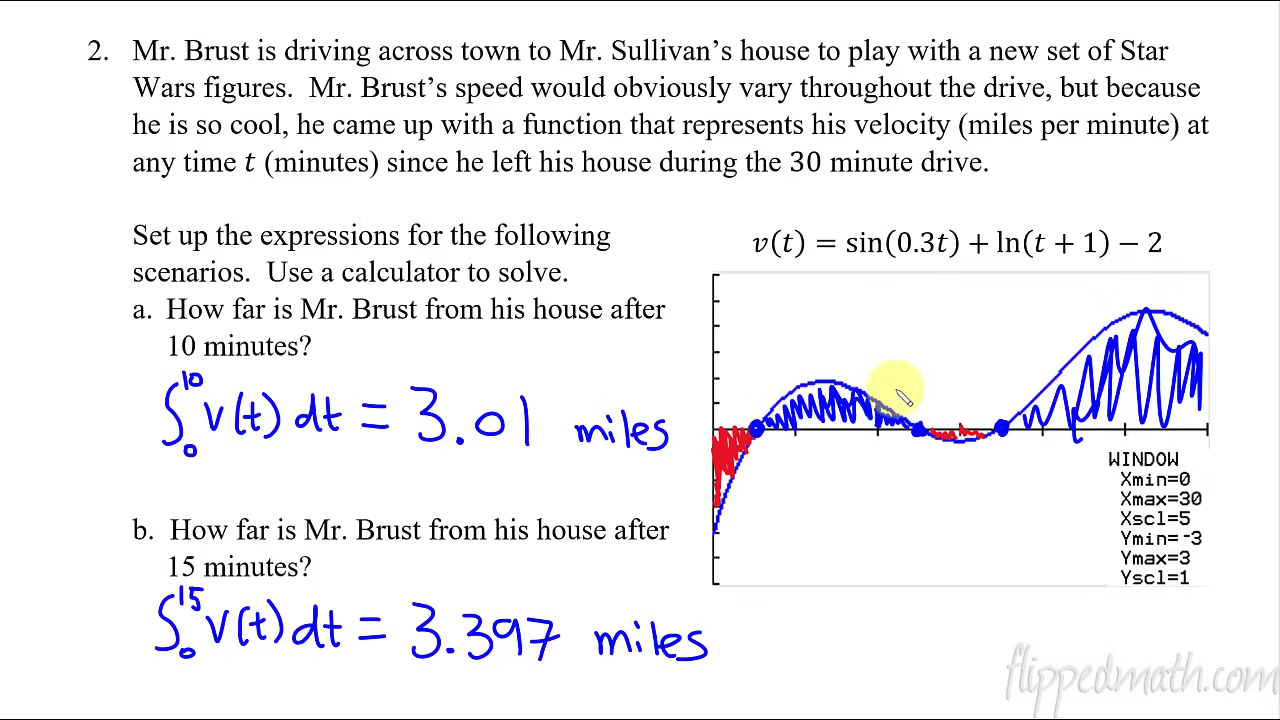 2. Mr. Brust is driving across town to Mr. Sullivan’s house to play with a new set of Star
Wars figures. Mr. Brust’s speed would obviously vary throughout the drive, but because
he is so cool, he came up with a function that represents his velocity (miles per minute) at
any time t (minutes) since he left his house during the 30 minute drive.
Set up the expressions for the following
scenarios. Use a calculator to solve.
a. How far is Mr. Brust from his house after
10 minutes?
∫₀¹⁰ v(t) dt = 3.01 miles
b. How far is Mr. Brust from his house after
15 minutes?
∫₀¹⁵ v(t) dt = 3.397 miles
v(t) = sin(0.3t) + ln(t + 1) − 2
WINDOW
Xmin=0
Xmax=30
Xscl=5
Ymin=-3
Ymax=3
Yscl=1
flippedmath.com